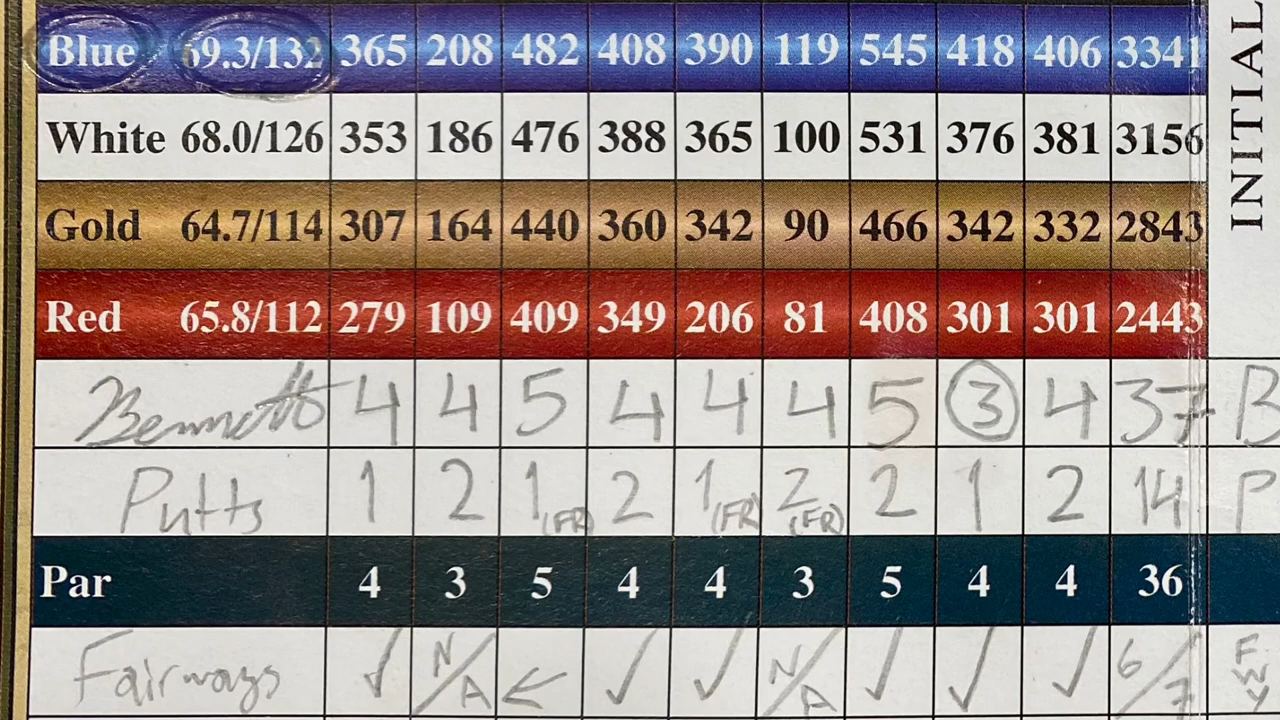 Blue 69.3/132 365 208 482 408 390 119 545 418 406 3341
White 68.0/126 353 186 476 388 365 100 531 376 381 3156
Gold 64.7/114 307 164 440 360 342 90 466 342 332 2843
Red 65.8/112 279 109 409 349 206 81 408 301 301 2443
Bennett 4 4 5 4 4 4 5 3 4 37 B
Putts 1 2 1(FR) 2 1(FR) 2(FR) 2 1 2 14 P
Par 4 3 5 4 4 3 5 4 4 36
Fairways ✓ N/A ← ✓ ✓ N/A ✓ ✓ ✓ 6/7 FWY
INITIAL